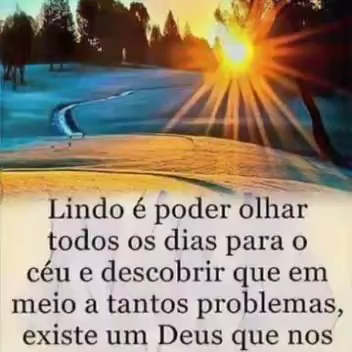 Lindo é poder olhar
todos os dias para o
céu e descobrir que em
meio a tantos problemas,
existe um Deus que nos